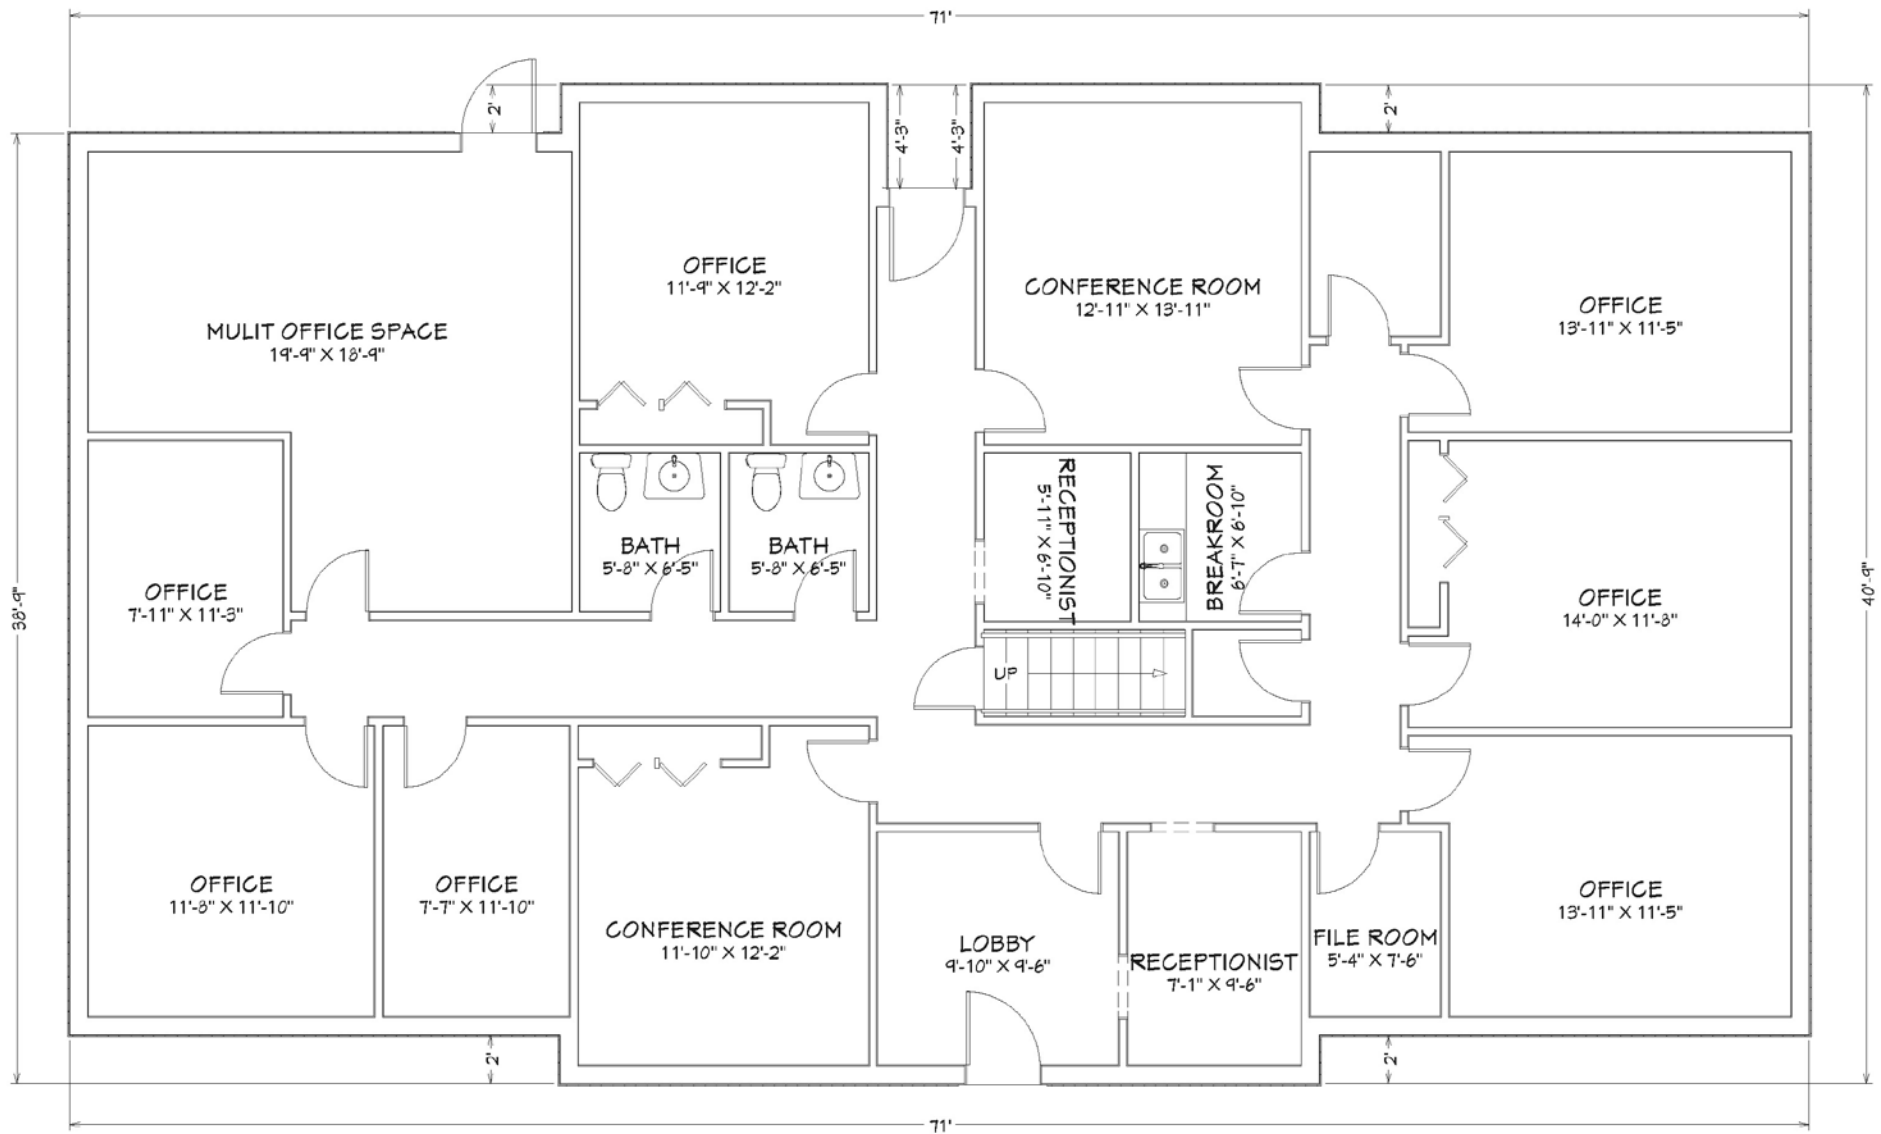 71'
2'
4'-3"
4'-3"
2'
OFFICE
11'-9" X 12'-2"
CONFERENCE ROOM
12'-11" X 13'-11"
OFFICE
13'-11" X 11'-5"
MULIT OFFICE SPACE
19'-9" X 18'-9"
RECEPTIONIST
5'-11" X 6'-10"
BREAKROOM
6'-7" X 6'-10"
BATH
5'-8" X 6'-5"
BATH
5'-8" X 6'-5"
OFFICE
7'-11" X 11'-3"
OFFICE
14'-0" X 11'-8"
38'-9"
40'-9"
UP
OFFICE
11'-8" X 11'-10"
OFFICE
7'-7" X 11'-10"
CONFERENCE ROOM
11'-10" X 12'-2"
LOBBY
9'-10" X 9'-6"
RECEPTIONIST
7'-1" X 9'-6"
FILE ROOM
5'-4" X 7'-6"
OFFICE
13'-11" X 11'-5"
2'
2'
71'